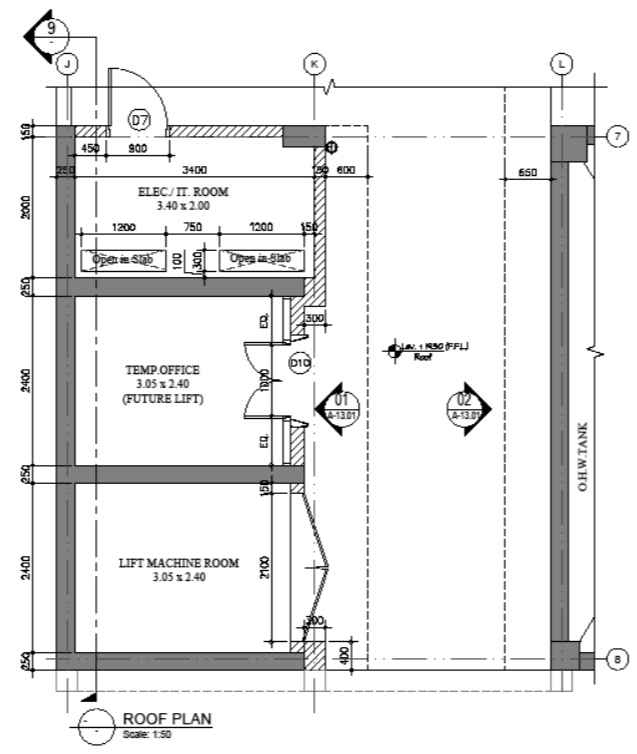 9
-
J
K
L
D7
7
150
450
900
250
3400
150
600
650
ELEC./ IT. ROOM
3.40 x 2.00
2000
1200
750
1200
150
Open in Slab
100
300
Open in Slab
250
300
EQ.
D10
Roof
TEMP.OFFICE
3.05 x 2.40
(FUTURE LIFT)
2400
01
A-13.01
02
A-13.01
EQ.
O.H.W.TANK
250
150
LIFT MACHINE ROOM
3.05 x 2.40
2400
2100
300
400
250
8
-
-
ROOF PLAN
Scale: 1:50